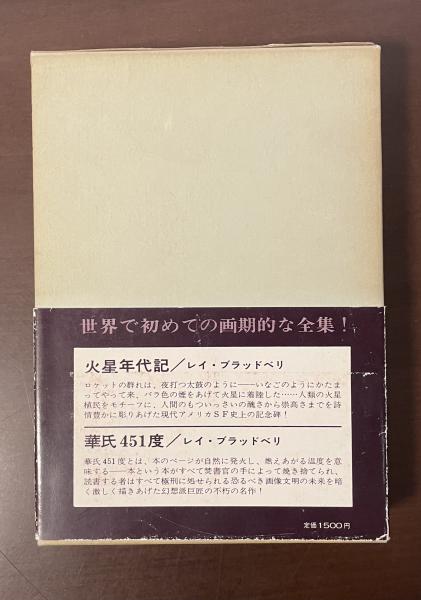 世界で初めての画期的な全集！
火星年代記／レイ・ブラッドベリ
ロケットの群れは、夜打つ太鼓のように――いなごのようにかたま
ってやって来、バラ色の煙をあげて火星に着陸した……人類の火星
植民をモチーフに、人間のもついっさいの醜さから崇高さまでを詩
情豊かに彫りあげた現代アメリカＳＦ史上の記念碑！
華氏451度／レイ・ブラッドベリ
華氏451度とは、本のページが自然に発火し、燃えあがる温度を意
味する――本という本がすべて焚書官の手によって焼き捨てられ、
読書する者はすべて極刑に処せられる恐るべき画像文明の未来を暗
く激しく描きあげた幻想派巨匠の不朽の名作！
定価1500円